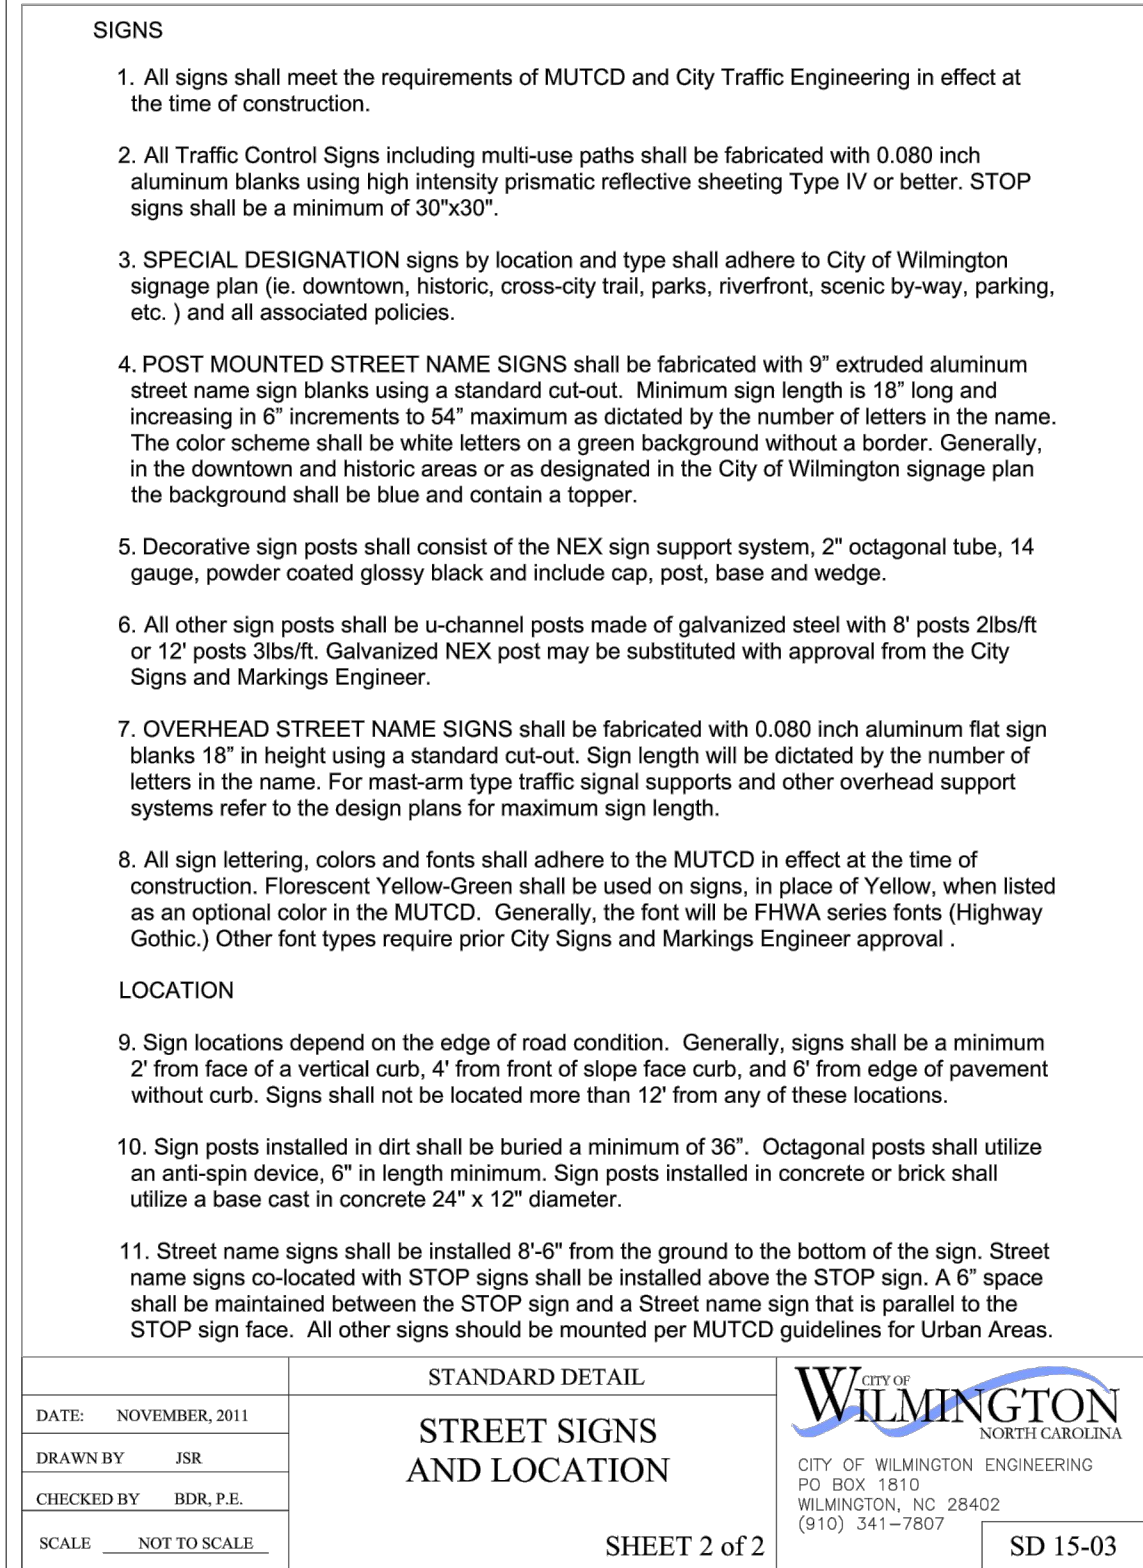 SIGNS
1. All signs shall meet the requirements of MUTCD and City Traffic Engineering in effect at
the time of construction.
2. All Traffic Control Signs including multi-use paths shall be fabricated with 0.080 inch
aluminum blanks using high intensity prismatic reflective sheeting Type IV or better. STOP
signs shall be a minimum of 30"x30".
3. SPECIAL DESIGNATION signs by location and type shall adhere to City of Wilmington
signage plan (ie. downtown, historic, cross-city trail, parks, riverfront, scenic by-way, parking,
etc. ) and all associated policies.
4. POST MOUNTED STREET NAME SIGNS shall be fabricated with 9” extruded aluminum
street name sign blanks using a standard cut-out.  Minimum sign length is 18” long and
increasing in 6” increments to 54” maximum as dictated by the number of letters in the name.
The color scheme shall be white letters on a green background without a border. Generally,
in the downtown and historic areas or as designated in the City of Wilmington signage plan
the background shall be blue and contain a topper.
5. Decorative sign posts shall consist of the NEX sign support system, 2" octagonal tube, 14
gauge, powder coated glossy black and include cap, post, base and wedge.
6. All other sign posts shall be u-channel posts made of galvanized steel with 8' posts 2lbs/ft
or 12' posts 3lbs/ft. Galvanized NEX post may be substituted with approval from the City
Signs and Markings Engineer.
7. OVERHEAD STREET NAME SIGNS shall be fabricated with 0.080 inch aluminum flat sign
blanks 18” in height using a standard cut-out. Sign length will be dictated by the number of
letters in the name. For mast-arm type traffic signal supports and other overhead support
systems refer to the design plans for maximum sign length.
8. All sign lettering, colors and fonts shall adhere to the MUTCD in effect at the time of
construction. Florescent Yellow-Green shall be used on signs, in place of Yellow, when listed
as an optional color in the MUTCD.  Generally, the font will be FHWA series fonts (Highway
Gothic.) Other font types require prior City Signs and Markings Engineer approval .
LOCATION
9. Sign locations depend on the edge of road condition.  Generally, signs shall be a minimum
2' from face of a vertical curb, 4' from front of slope face curb, and 6' from edge of pavement
without curb. Signs shall not be located more than 12' from any of these locations.
10. Sign posts installed in dirt shall be buried a minimum of 36”.  Octagonal posts shall utilize
an anti-spin device, 6" in length minimum. Sign posts installed in concrete or brick shall
utilize a base cast in concrete 24" x 12" diameter.
11. Street name signs shall be installed 8'-6" from the ground to the bottom of the sign. Street
name signs co-located with STOP signs shall be installed above the STOP sign. A 6” space
shall be maintained between the STOP sign and a Street name sign that is parallel to the
STOP sign face.  All other signs should be mounted per MUTCD guidelines for Urban Areas.
DATE: NOVEMBER, 2011
DRAWN BY JSR
CHECKED BY BDR, P.E.
SCALE NOT TO SCALE
STANDARD DETAIL
STREET SIGNS
AND LOCATION
SHEET 2 of 2
CITY OF
WILMINGTON
NORTH CAROLINA
CITY OF WILMINGTON ENGINEERING
PO BOX 1810
WILMINGTON, NC 28402
(910) 341-7807
SD 15-03